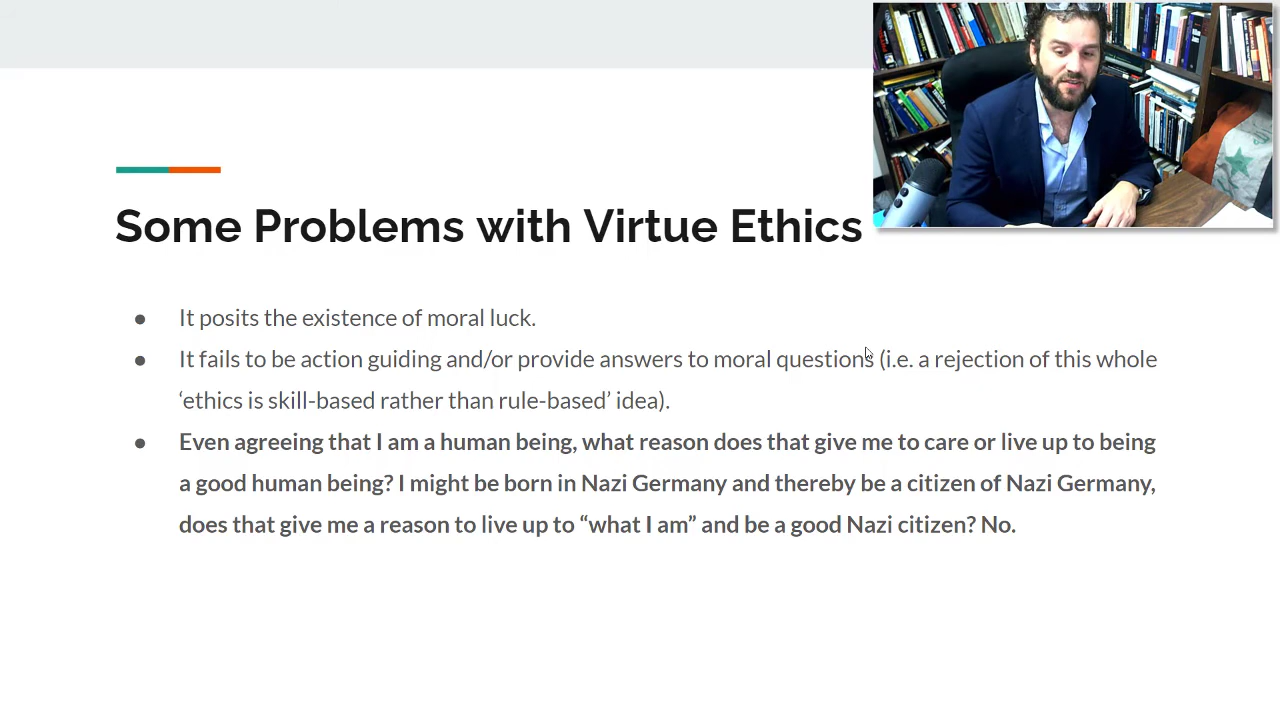 Some Problems with Virtue Ethics
● It posits the existence of moral luck.
● It fails to be action guiding and/or provide answers to moral questions (i.e. a rejection of this whole
‘ethics is skill-based rather than rule-based’ idea).
● Even agreeing that I am a human being, what reason does that give me to care or live up to being
a good human being? I might be born in Nazi Germany and thereby be a citizen of Nazi Germany,
does that give me a reason to live up to “what I am” and be a good Nazi citizen? No.